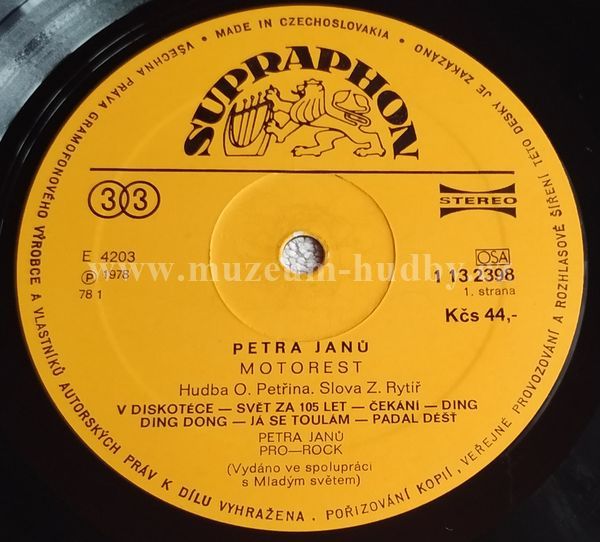 VŠECHNA PRÁVA GRAMOFONOVÉHO VÝROBCE A VLASTNÍKŮ AUTORSKÝCH PRÁV K DÍLU VYHRAŽENA. POŘIZOVÁNÍ KOPIÍ, VEŘEJNÉ PROVOZOVÁNÍ A ROZHLASOVÉ ŠÍŘENÍ TÉTO DESKY JE ZAKÁZÁNO
• MADE IN CZECHOSLOVAKIA •
SUPRAPHON
33
STEREO
E 4203
Ⓟ 1978
78 1
OSA
1 13 2398
1. strana
Kčs 44,-
www.muzeum-hudby
PETRA JANŮ
MOTOREST
Hudba O. Petřina. Slova Z. Rytíř
V DISKOTÉCE — SVĚT ZA 105 LET — ČEKÁNÍ — DING
DING DONG — JÁ SE TOULÁM — PADAL DÉŠŤ
PETRA JANŮ
PRO—ROCK
(Vydáno ve spolupráci
s Mladým světem)